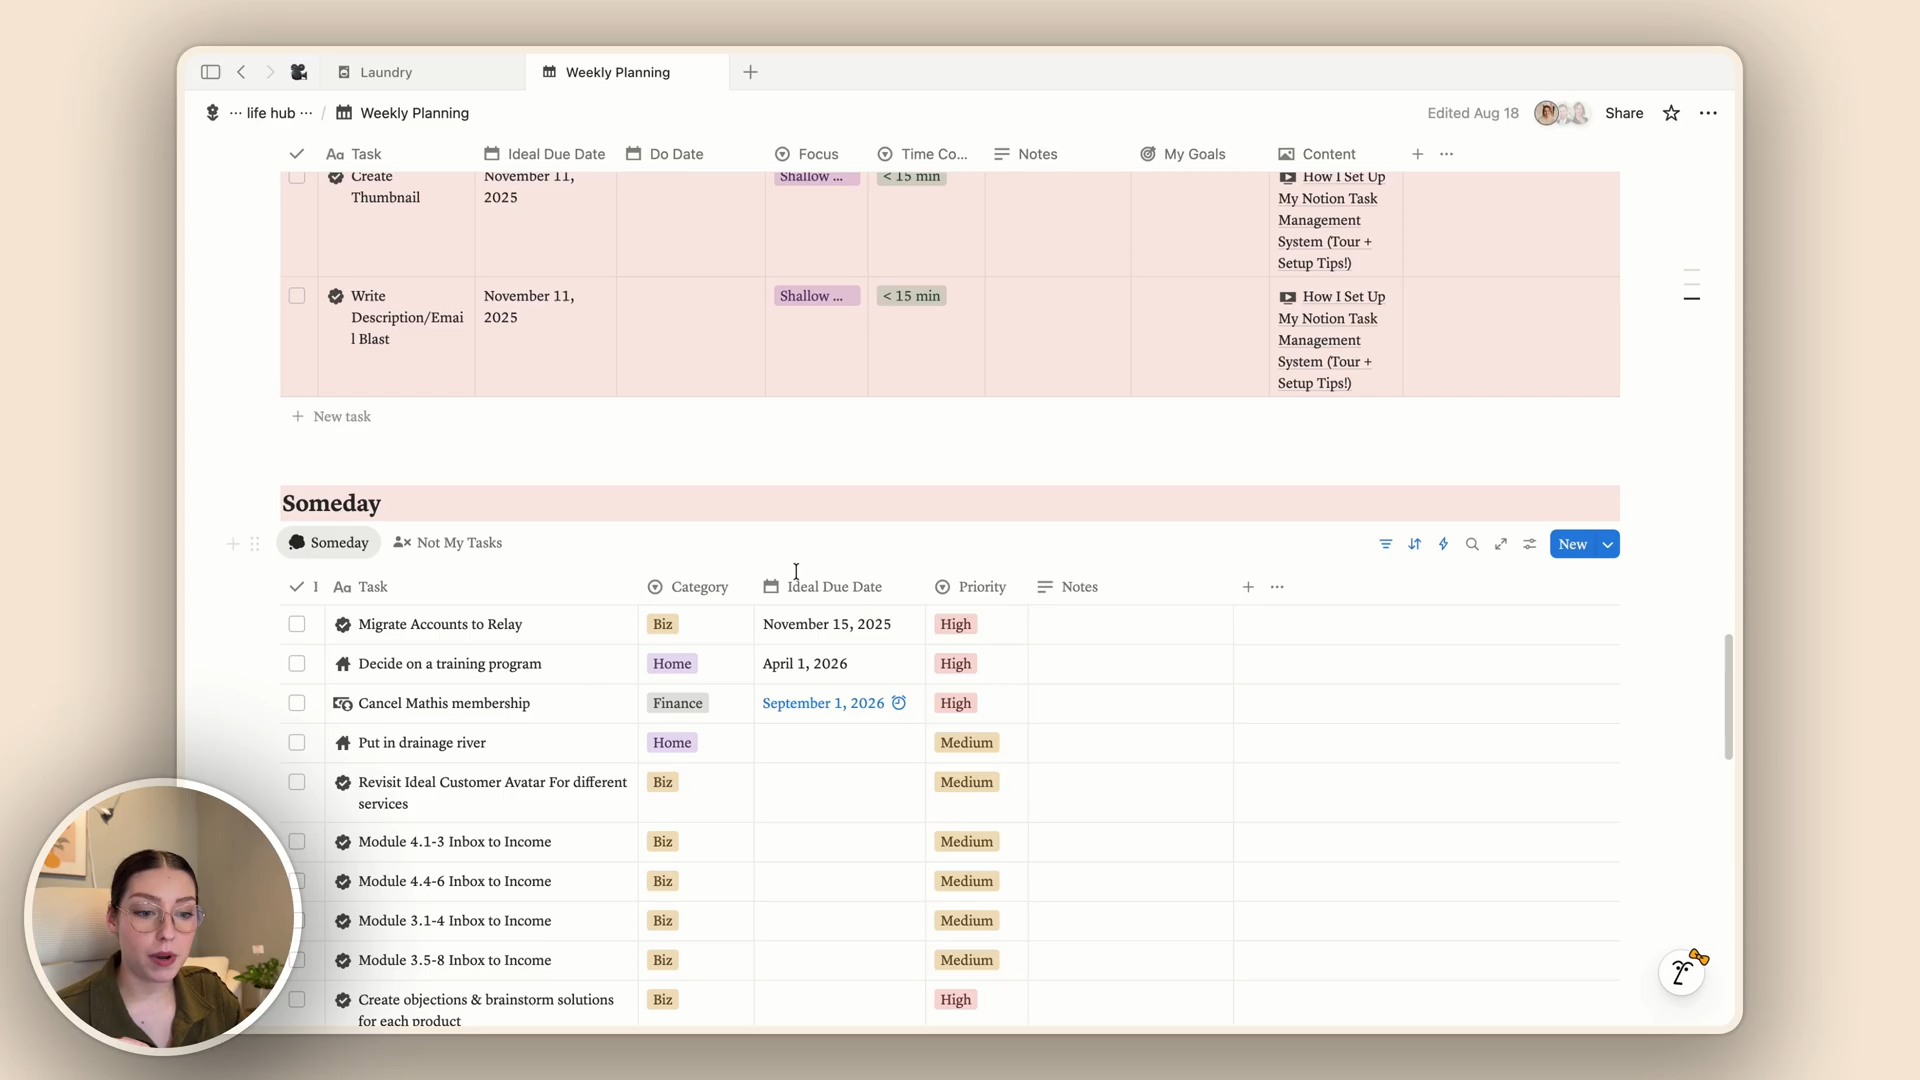 Laundry
Weekly Planning
··· life hub ··· / Weekly Planning
Edited Aug 18
Share
Aa Task
Ideal Due Date
Do Date
Focus
Time Co...
Notes
My Goals
Content
Create
Thumbnail
November 11,
2025
Shallow ...
< 15 min
How I Set Up
My Notion Task
Management
System (Tour +
Setup Tips!)
Write
Description/Emai
l Blast
November 11,
2025
Shallow ...
< 15 min
How I Set Up
My Notion Task
Management
System (Tour +
Setup Tips!)
+ New task
Someday
Someday
Not My Tasks
New
Aa Task
Category
Ideal Due Date
Priority
Notes
Migrate Accounts to Relay
Biz
November 15, 2025
High
Decide on a training program
Home
April 1, 2026
High
Cancel Mathis membership
Finance
September 1, 2026
High
Put in drainage river
Home
Medium
Revisit Ideal Customer Avatar For different
services
Biz
Medium
Module 4.1-3 Inbox to Income
Biz
Medium
Module 4.4-6 Inbox to Income
Biz
Medium
Module 3.1-4 Inbox to Income
Biz
Medium
Module 3.5-8 Inbox to Income
Biz
Medium
Create objections & brainstorm solutions
for each product
Biz
High